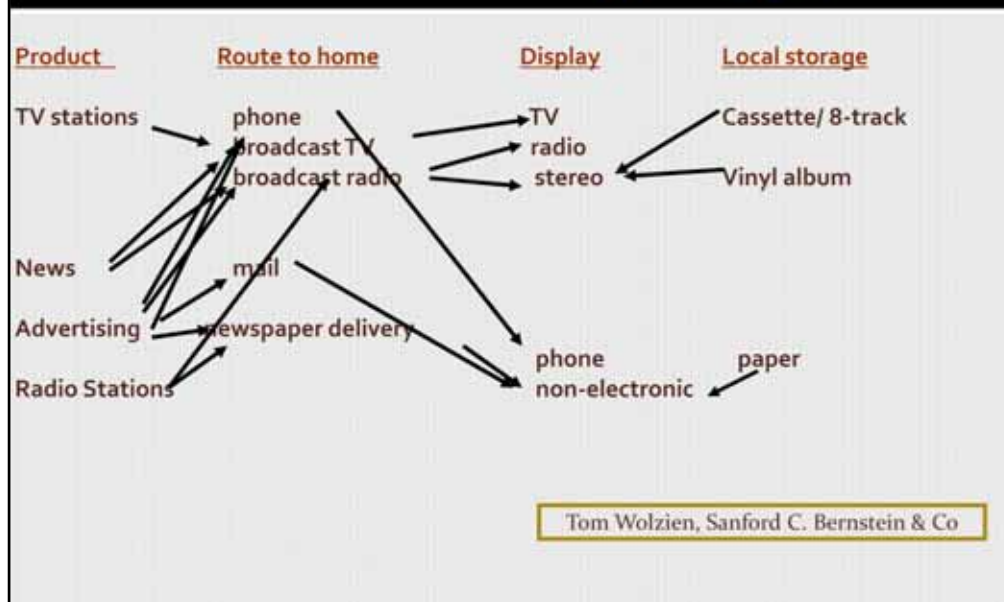 Product Route to home Display Local storage
TV stations phone TV Cassette/ 8-track
broadcast TV radio
broadcast radio stereo Vinyl album
News mail
Advertising newspaper delivery
phone paper
Radio Stations non-electronic
Tom Wolzien, Sanford C. Bernstein & Co